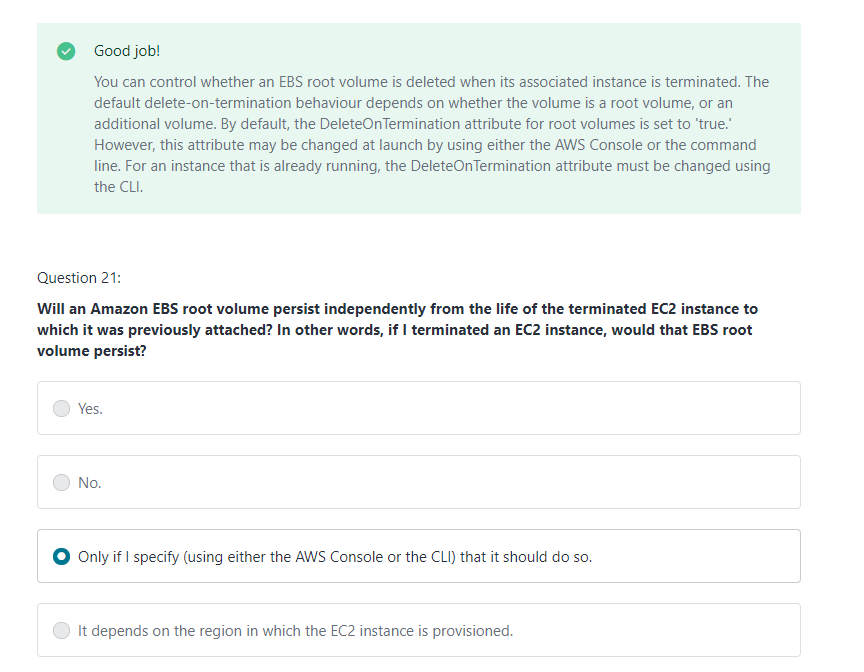 Good job!
You can control whether an EBS root volume is deleted when its associated instance is terminated. The
default delete-on-termination behaviour depends on whether the volume is a root volume, or an
additional volume. By default, the DeleteOnTermination attribute for root volumes is set to 'true.'
However, this attribute may be changed at launch by using either the AWS Console or the command
line. For an instance that is already running, the DeleteOnTermination attribute must be changed using
the CLI.
Question 21:
Will an Amazon EBS root volume persist independently from the life of the terminated EC2 instance to
which it was previously attached? In other words, if I terminated an EC2 instance, would that EBS root
volume persist?
Yes.
No.
Only if I specify (using either the AWS Console or the CLI) that it should do so.
It depends on the region in which the EC2 instance is provisioned.